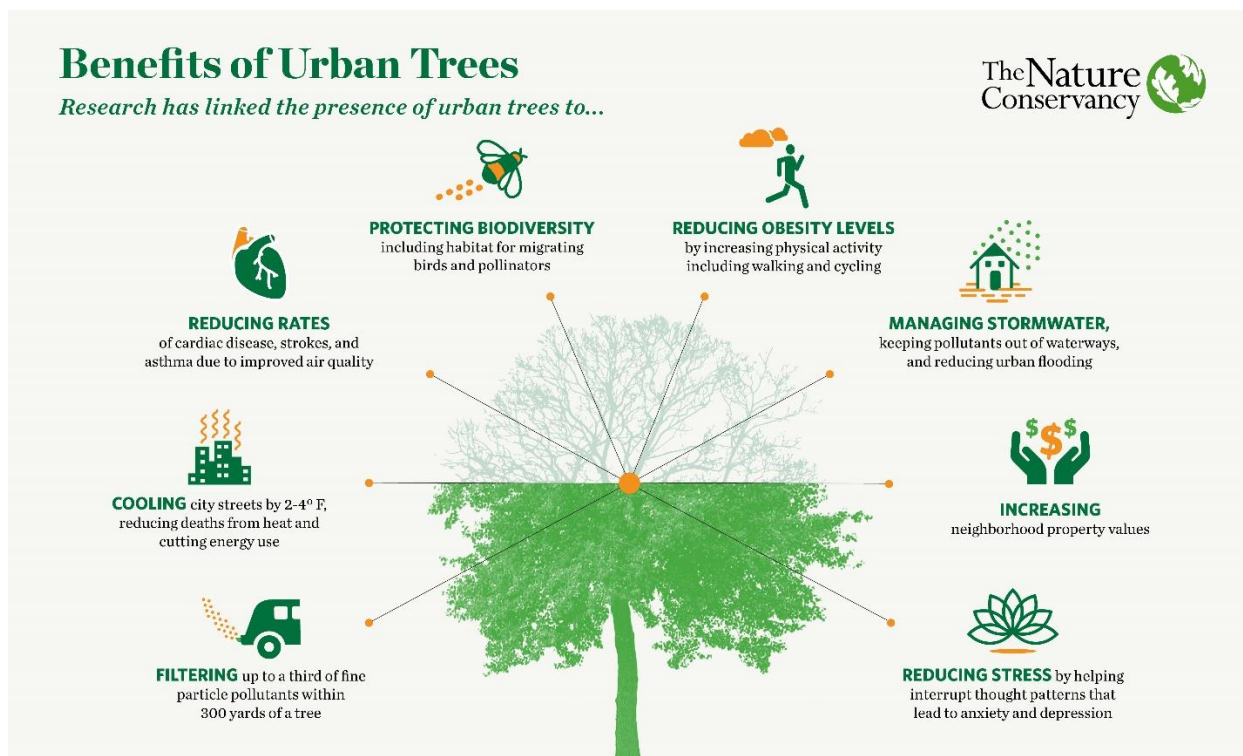 Benefits of Urban Trees
Research has linked the presence of urban trees to...
The Nature
Conservancy
PROTECTING BIODIVERSITY
including habitat for migrating
birds and pollinators
REDUCING OBESITY LEVELS
by increasing physical activity
including walking and cycling
REDUCING RATES
of cardiac disease, strokes, and
asthma due to improved air quality
MANAGING STORMWATER,
keeping pollutants out of waterways,
and reducing urban flooding
COOLING city streets by 2-4º F,
reducing deaths from heat and
cutting energy use
$ $ $
INCREASING
neighborhood property values
FILTERING up to a third of fine
particle pollutants within
300 yards of a tree
REDUCING STRESS by helping
interrupt thought patterns that
lead to anxiety and depression